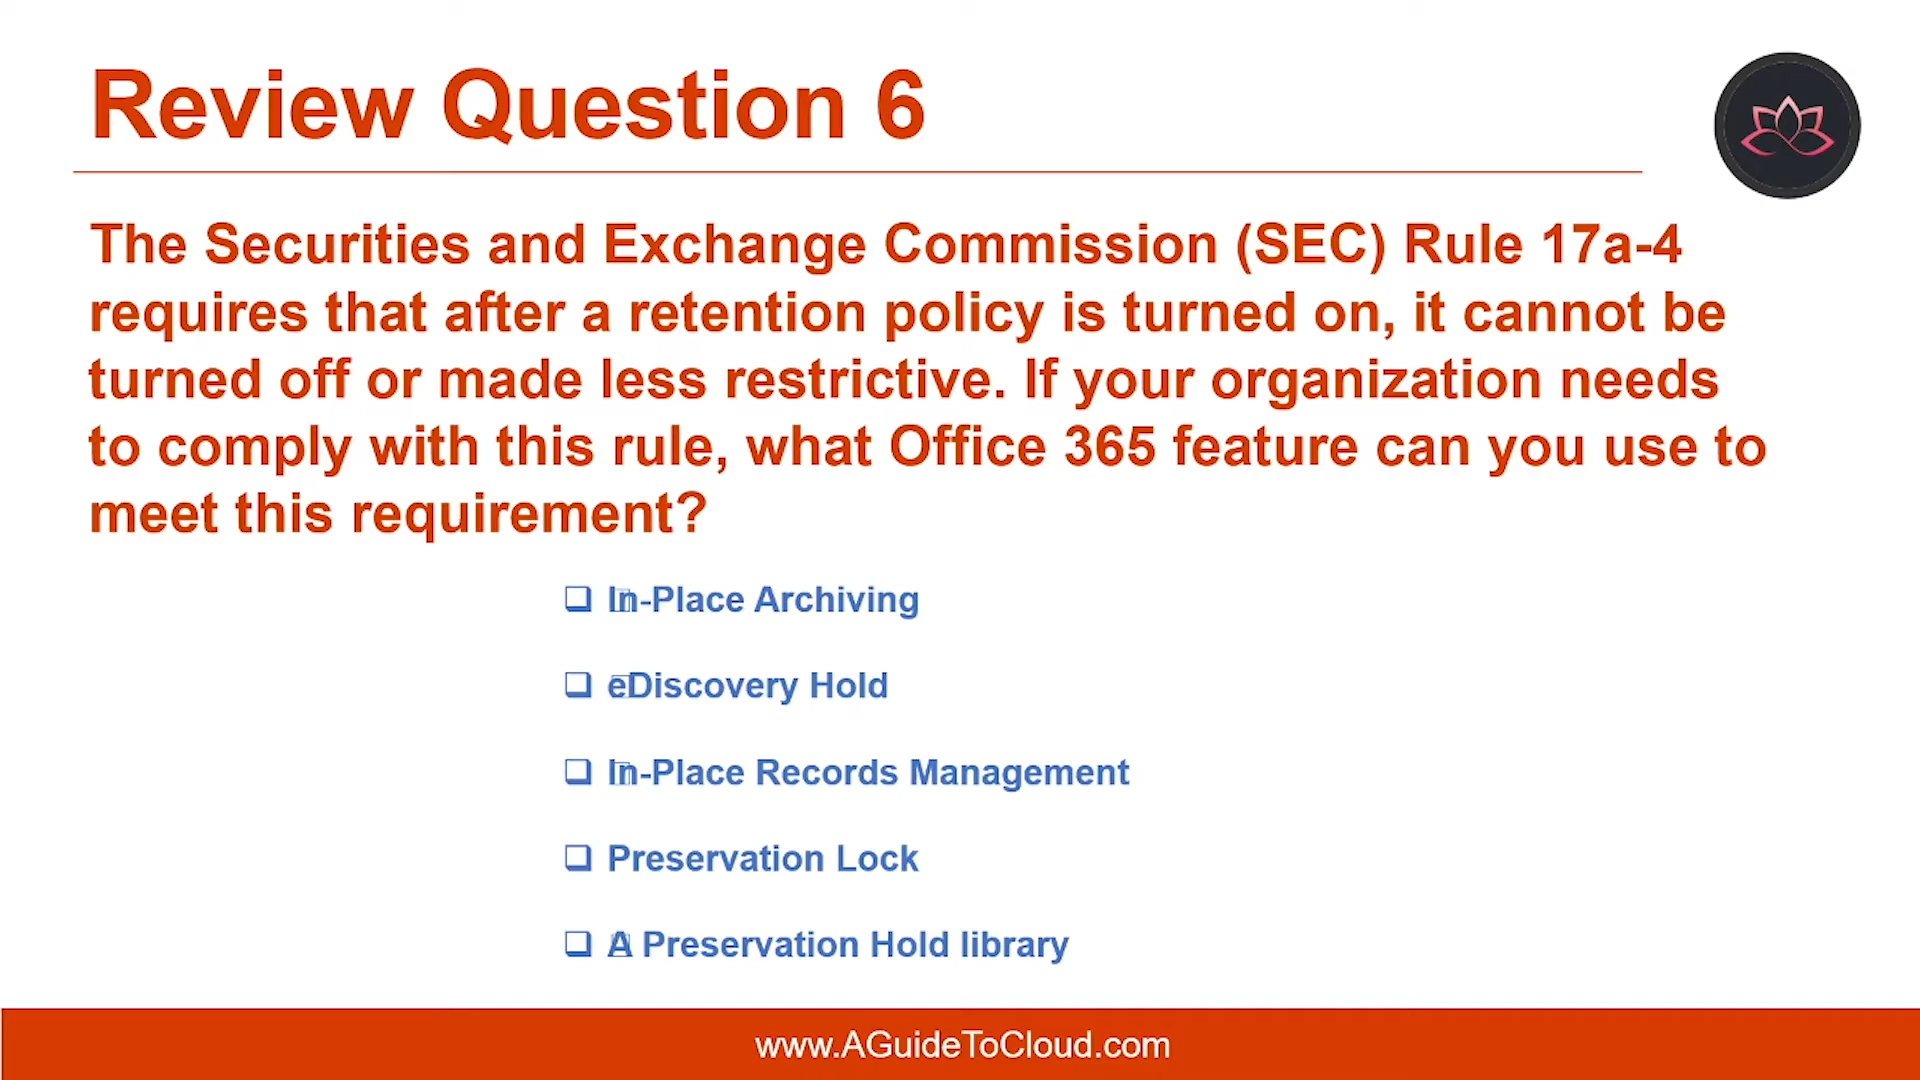 Review Question 6
The Securities and Exchange Commission (SEC) Rule 17a-4
requires that after a retention policy is turned on, it cannot be
turned off or made less restrictive. If your organization needs
to comply with this rule, what Office 365 feature can you use to
meet this requirement?
❑ In-Place Archiving
❑ eDiscovery Hold
❑ In-Place Records Management
❑ Preservation Lock
❑ A Preservation Hold library
www.AGuideToCloud.com